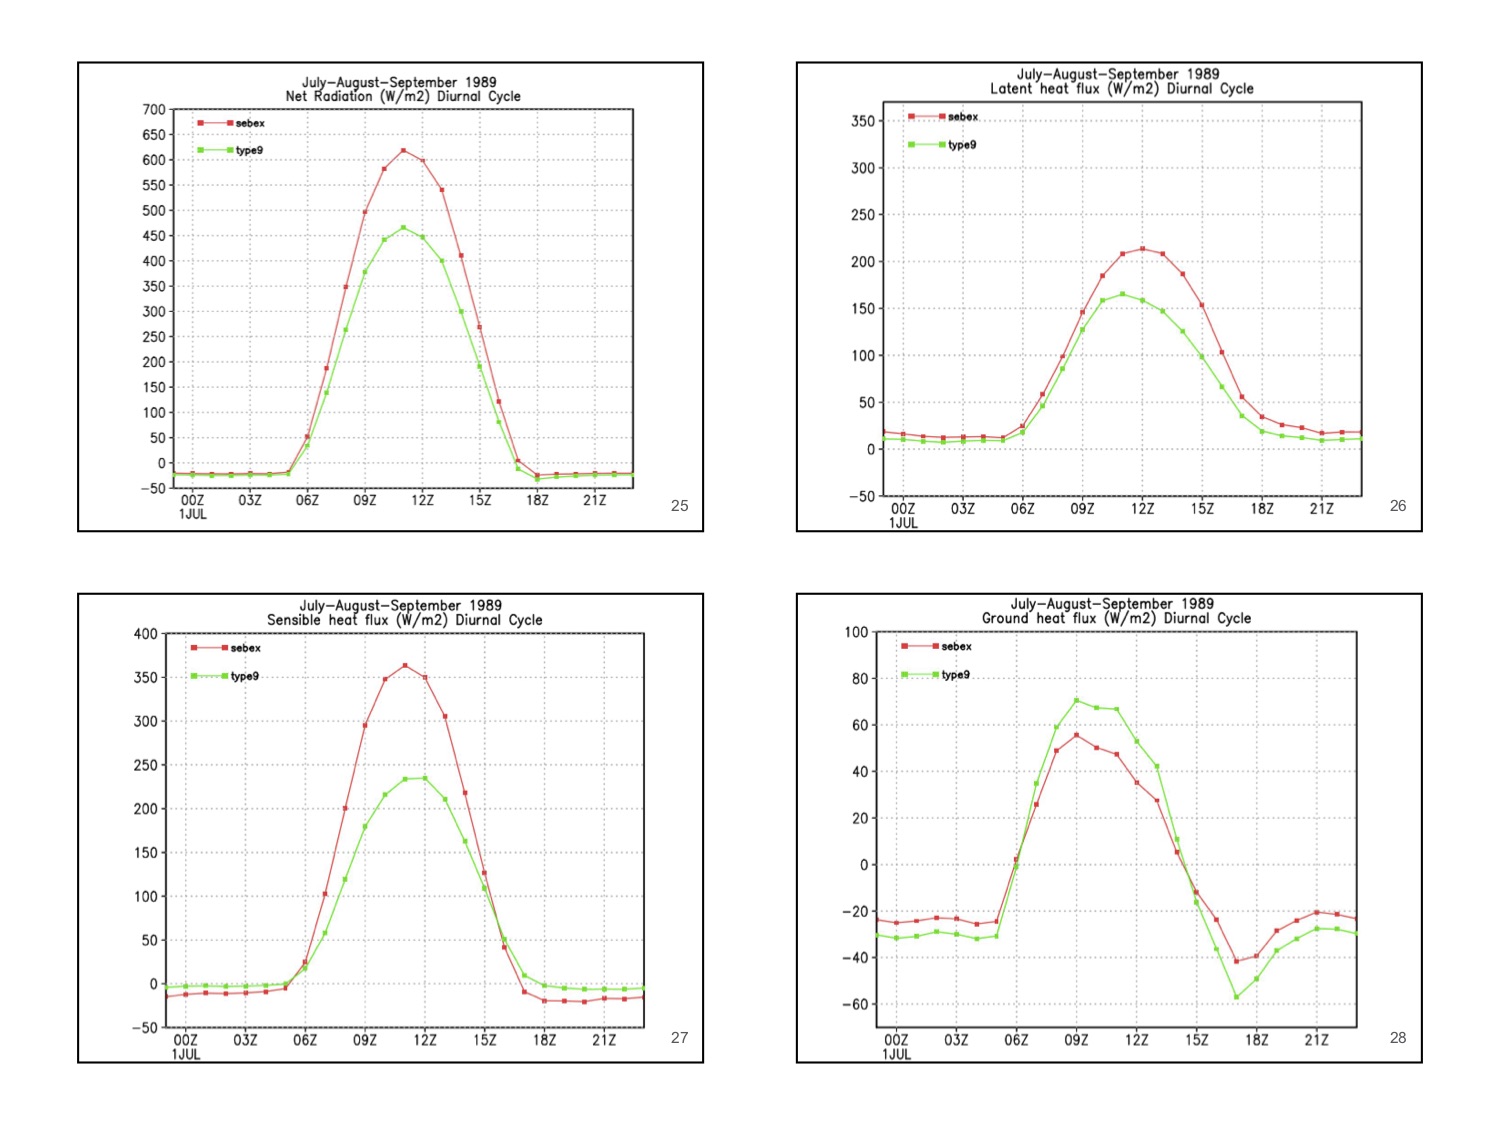 July-August-September 1989
Net Radiation (W/m2) Diurnal Cycle
700
650
600
550
500
450
400
350
300
250
200
150
100
50
0
-50
sebex
type9
00Z 03Z 06Z 09Z 12Z 15Z 18Z 21Z
1JUL
25
July-August-September 1989
Latent heat flux (W/m2) Diurnal Cycle
350
300
250
200
150
100
50
0
-50
sebex
type9
00Z 03Z 06Z 09Z 12Z 15Z 18Z 21Z
1JUL
26
July-August-September 1989
Sensible heat flux (W/m2) Diurnal Cycle
400
350
300
250
200
150
100
50
0
-50
sebex
type9
00Z 03Z 06Z 09Z 12Z 15Z 18Z 21Z
1JUL
27
July-August-September 1989
Ground heat flux (W/m2) Diurnal Cycle
100
80
60
40
20
0
-20
-40
-60
sebex
type9
00Z 03Z 06Z 09Z 12Z 15Z 18Z 21Z
1JUL
28